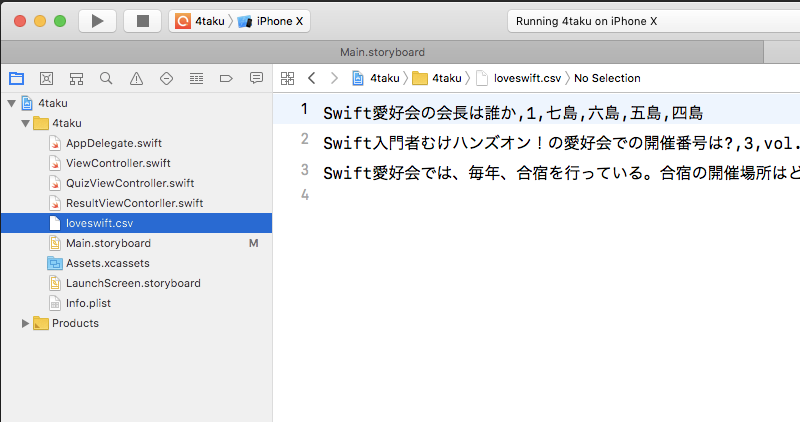 4taku iPhone X Running 4taku on iPhone X
Main.storyboard
4taku 4taku loveswift.csv No Selection
4taku
4taku
AppDelegate.swift
ViewController.swift
QuizViewController.swift
ResultViewContorller.swift
loveswift.csv
Main.storyboard M
Assets.xcassets
LaunchScreen.storyboard
Info.plist
Products
1 Swift愛好会の会長は誰か,1,七島,六島,五島,四島
2 Swift入門者むけハンズオン！の愛好会での開催番号は?,3,vol.
3 Swift愛好会では、毎年、合宿を行っている。合宿の開催場所はど
4